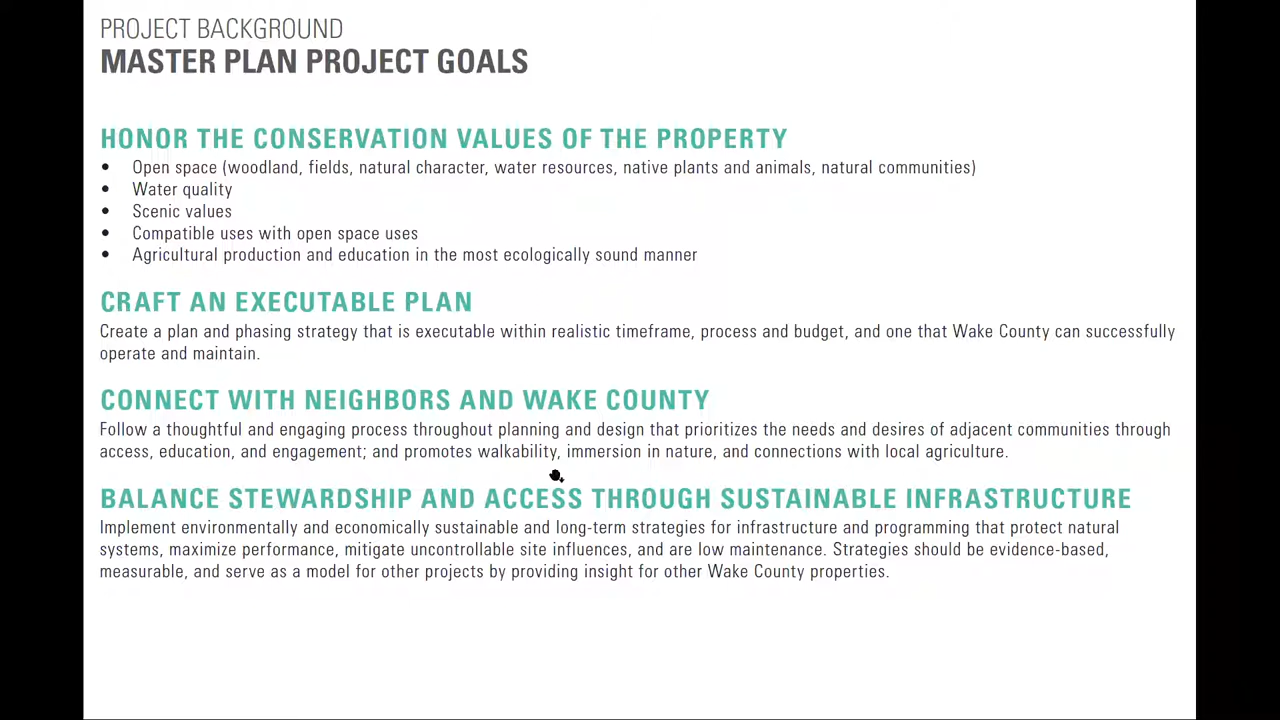 PROJECT BACKGROUND
MASTER PLAN PROJECT GOALS
HONOR THE CONSERVATION VALUES OF THE PROPERTY
• Open space (woodland, fields, natural character, water resources, native plants and animals, natural communities)
• Water quality
• Scenic values
• Compatible uses with open space uses
• Agricultural production and education in the most ecologically sound manner
CRAFT AN EXECUTABLE PLAN
Create a plan and phasing strategy that is executable within realistic timeframe, process and budget, and one that Wake County can successfully
operate and maintain.
CONNECT WITH NEIGHBORS AND WAKE COUNTY
Follow a thoughtful and engaging process throughout planning and design that prioritizes the needs and desires of adjacent communities through
access, education, and engagement; and promotes walkability, immersion in nature, and connections with local agriculture.
BALANCE STEWARDSHIP AND ACCESS THROUGH SUSTAINABLE INFRASTRUCTURE
Implement environmentally and economically sustainable and long-term strategies for infrastructure and programming that protect natural
systems, maximize performance, mitigate uncontrollable site influences, and are low maintenance. Strategies should be evidence-based,
measurable, and serve as a model for other projects by providing insight for other Wake County properties.